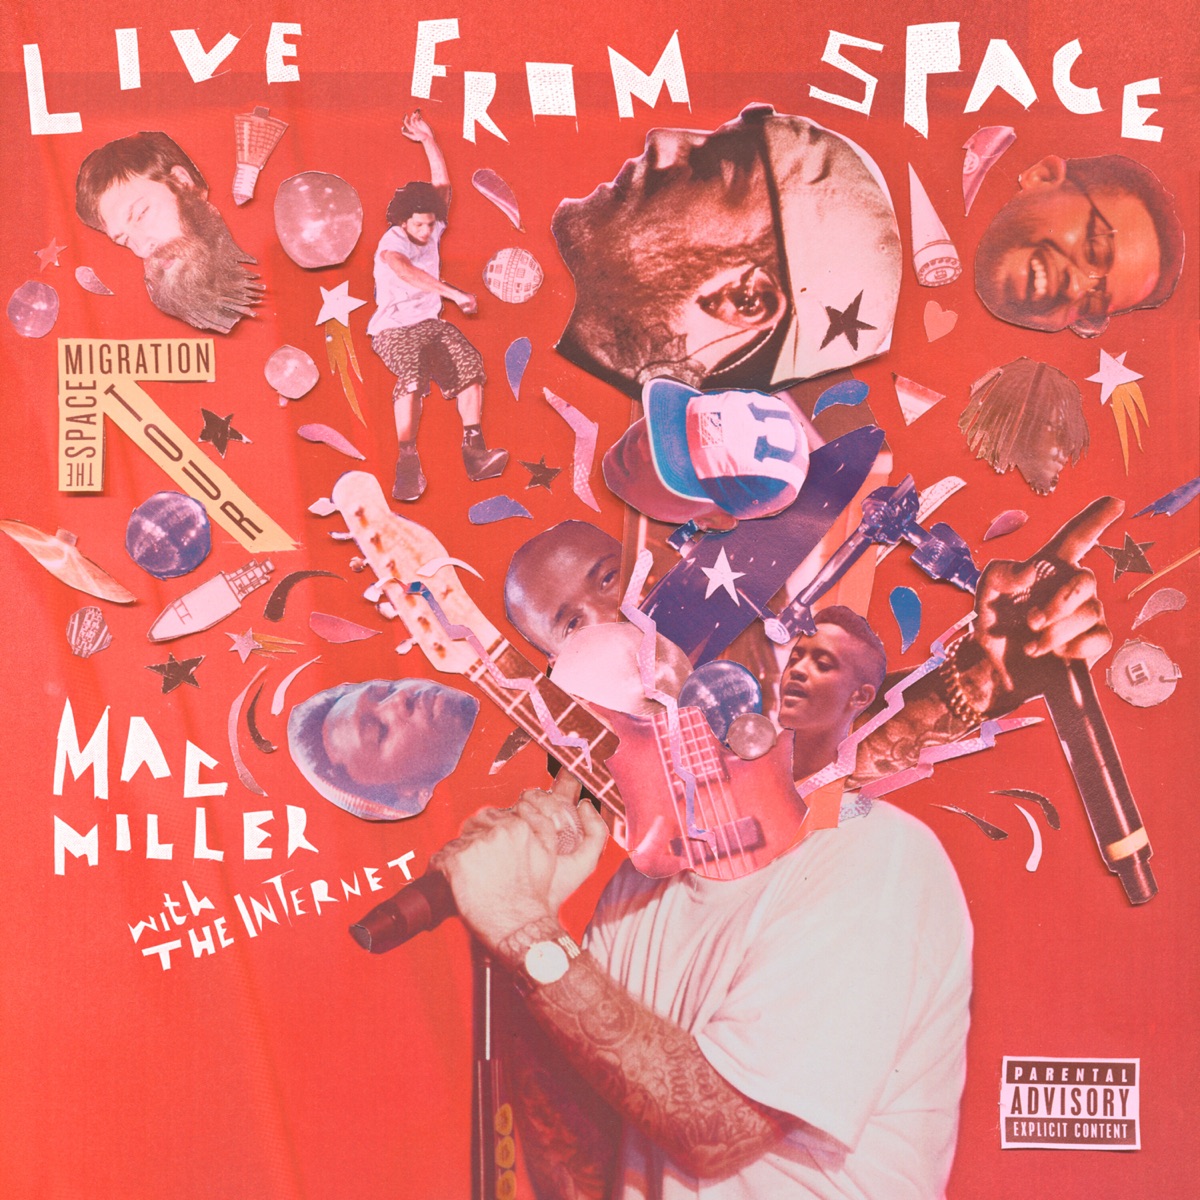 LIVE FROM SPACE
THE SPACE
MIGRATION
TOUR
MAC
MILLER
with
THE INTERNET
PARENTAL
ADVISORY
EXPLICIT CONTENT